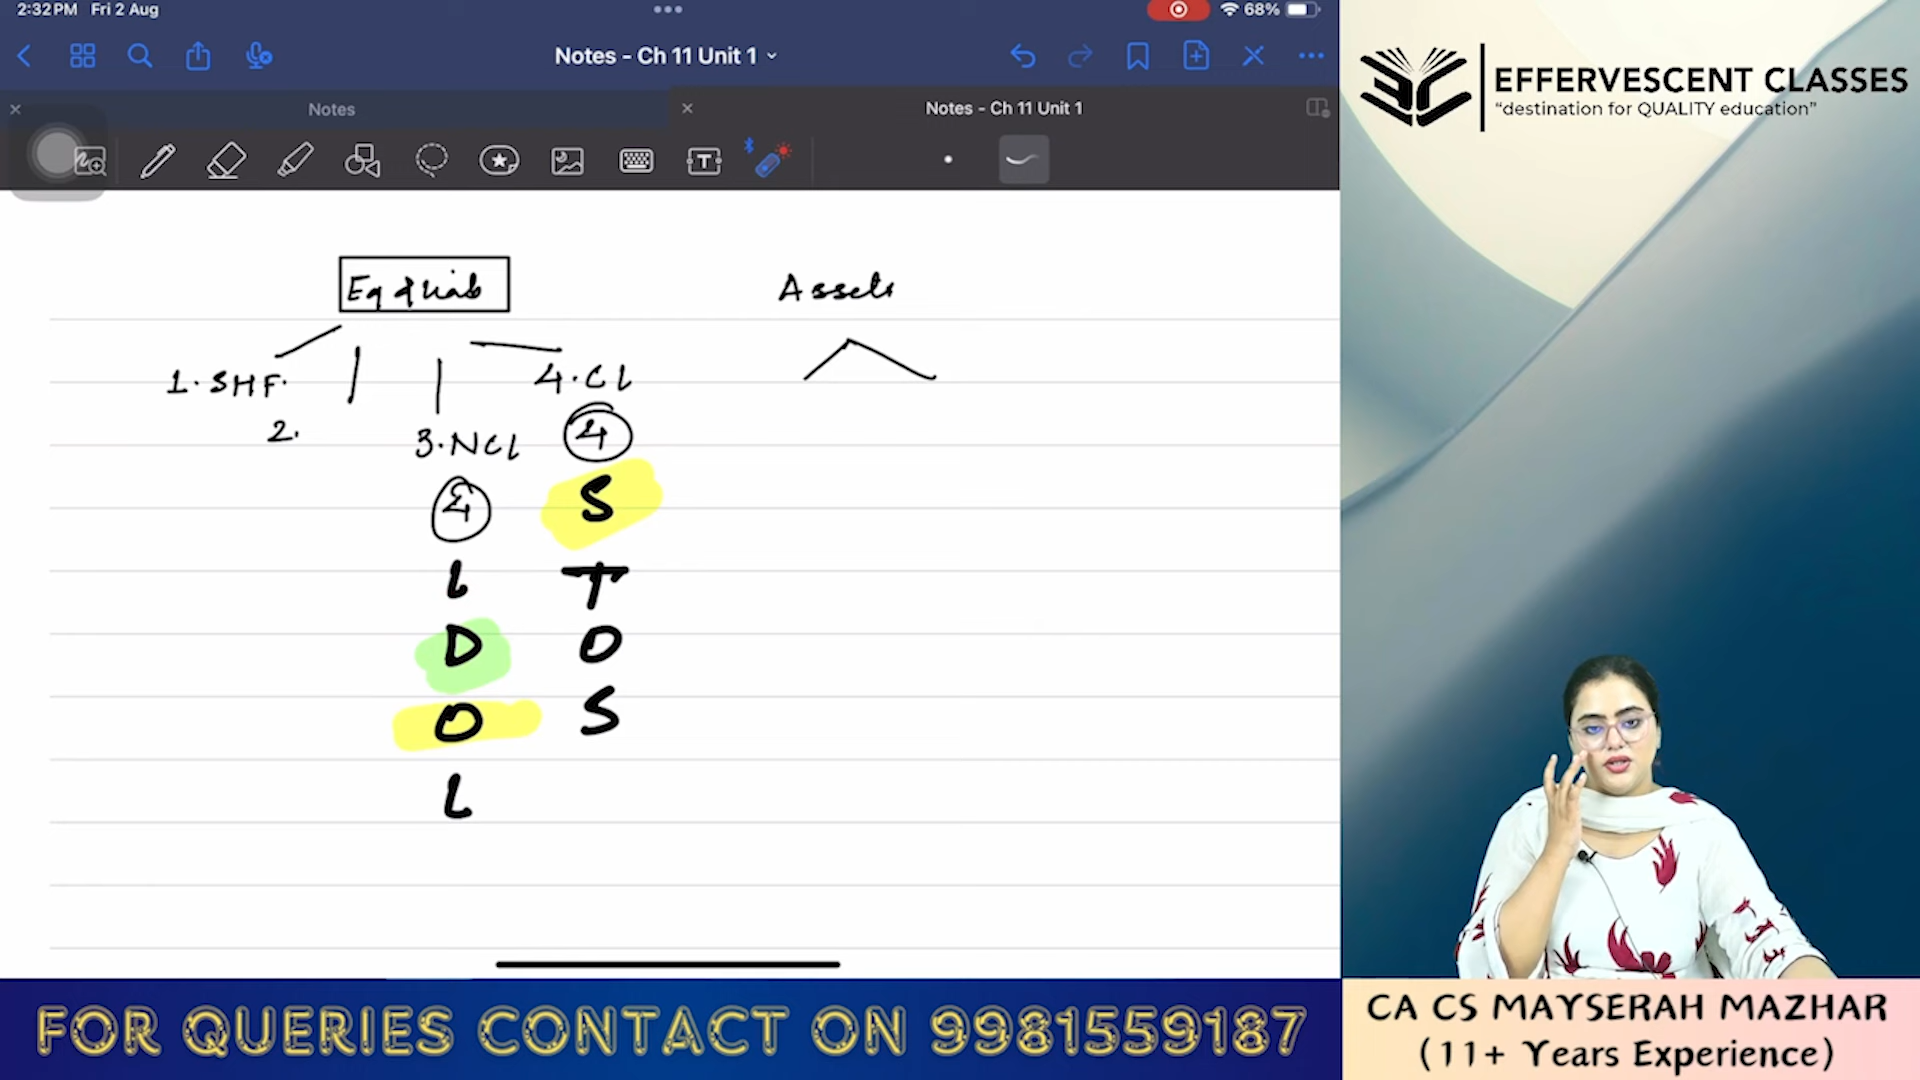 2:32 PM Fri 2 Aug
68%
Notes - Ch 11 Unit 1
Notes
Notes - Ch 11 Unit 1
EFFERVESCENT CLASSES
"destination for QUALITY education"
Eq & Liab
Assets
1. SHF.
2.
3. NCL
4. CL
4
4
L
D
O
L
S
T
O
S
FOR QUERIES CONTACT ON 9981559187
CA CS MAYSERAH MAZHAR
(11+ Years Experience)